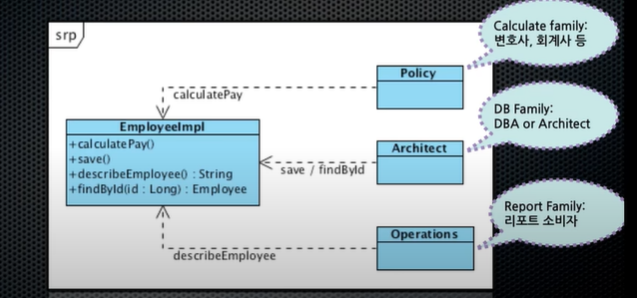 srp
Calculate family:
변호사, 회계사 등
Policy
calculatePay
EmployeeImpl
+calculatePay()
+save()
+describeEmployee() : String
+findById(id : Long) : Employee
DB Family:
DBA or Architect
Architect
save / findById
Report Family:
리포트 소비자
Operations
describeEmployee